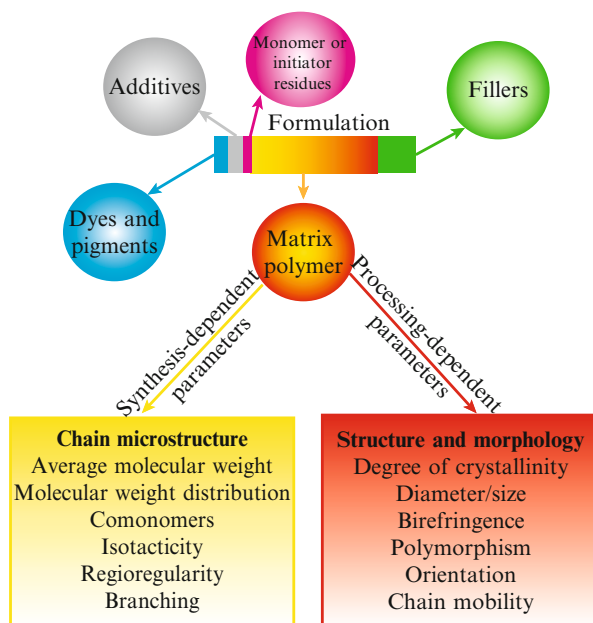 Monomer or
initiator
residues
Additives
Fillers
Formulation
Dyes and
pigments
Matrix
polymer
Synthesis-dependent
parameters
Processing-dependent
parameters
Chain microstructure
Average molecular weight
Molecular weight distribution
Comonomers
Isotacticity
Regioregularity
Branching
Structure and morphology
Degree of crystallinity
Diameter/size
Birefringence
Polymorphism
Orientation
Chain mobility